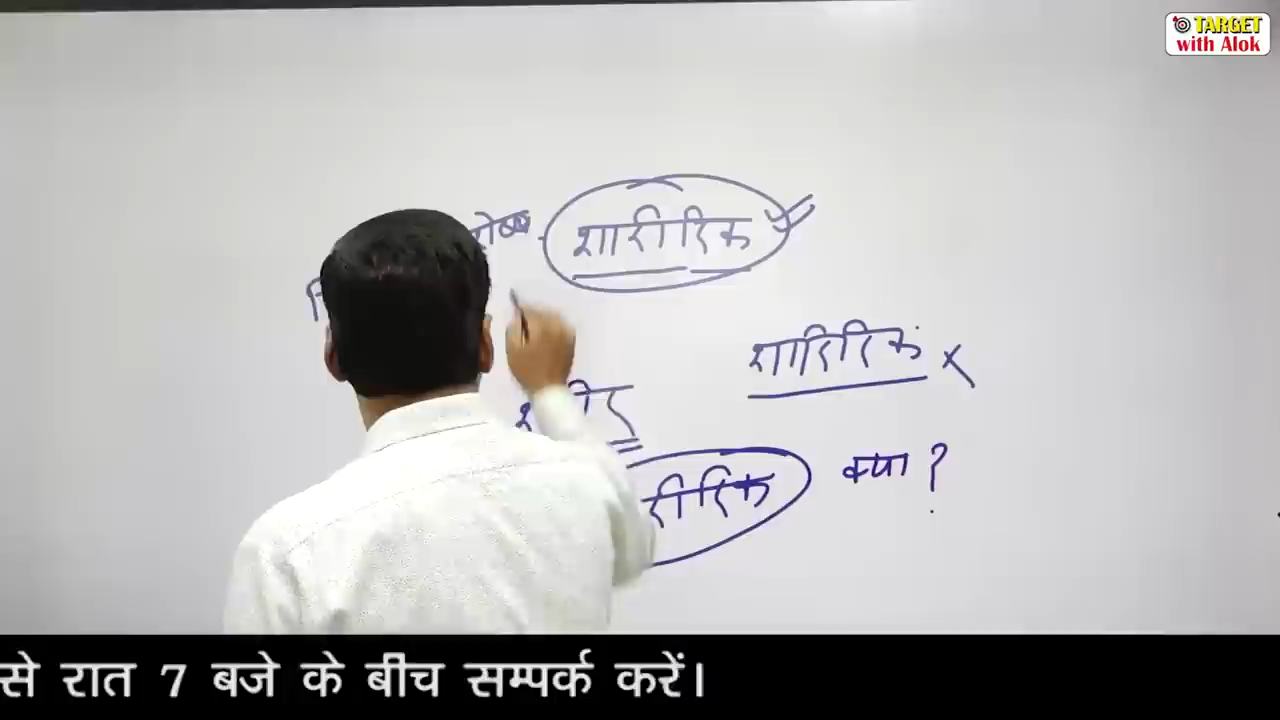 TARGET
with Alok
शारीरिक
शारिरिक
क्या ?
से रात 7 बजे के बीच सम्पर्क करें।